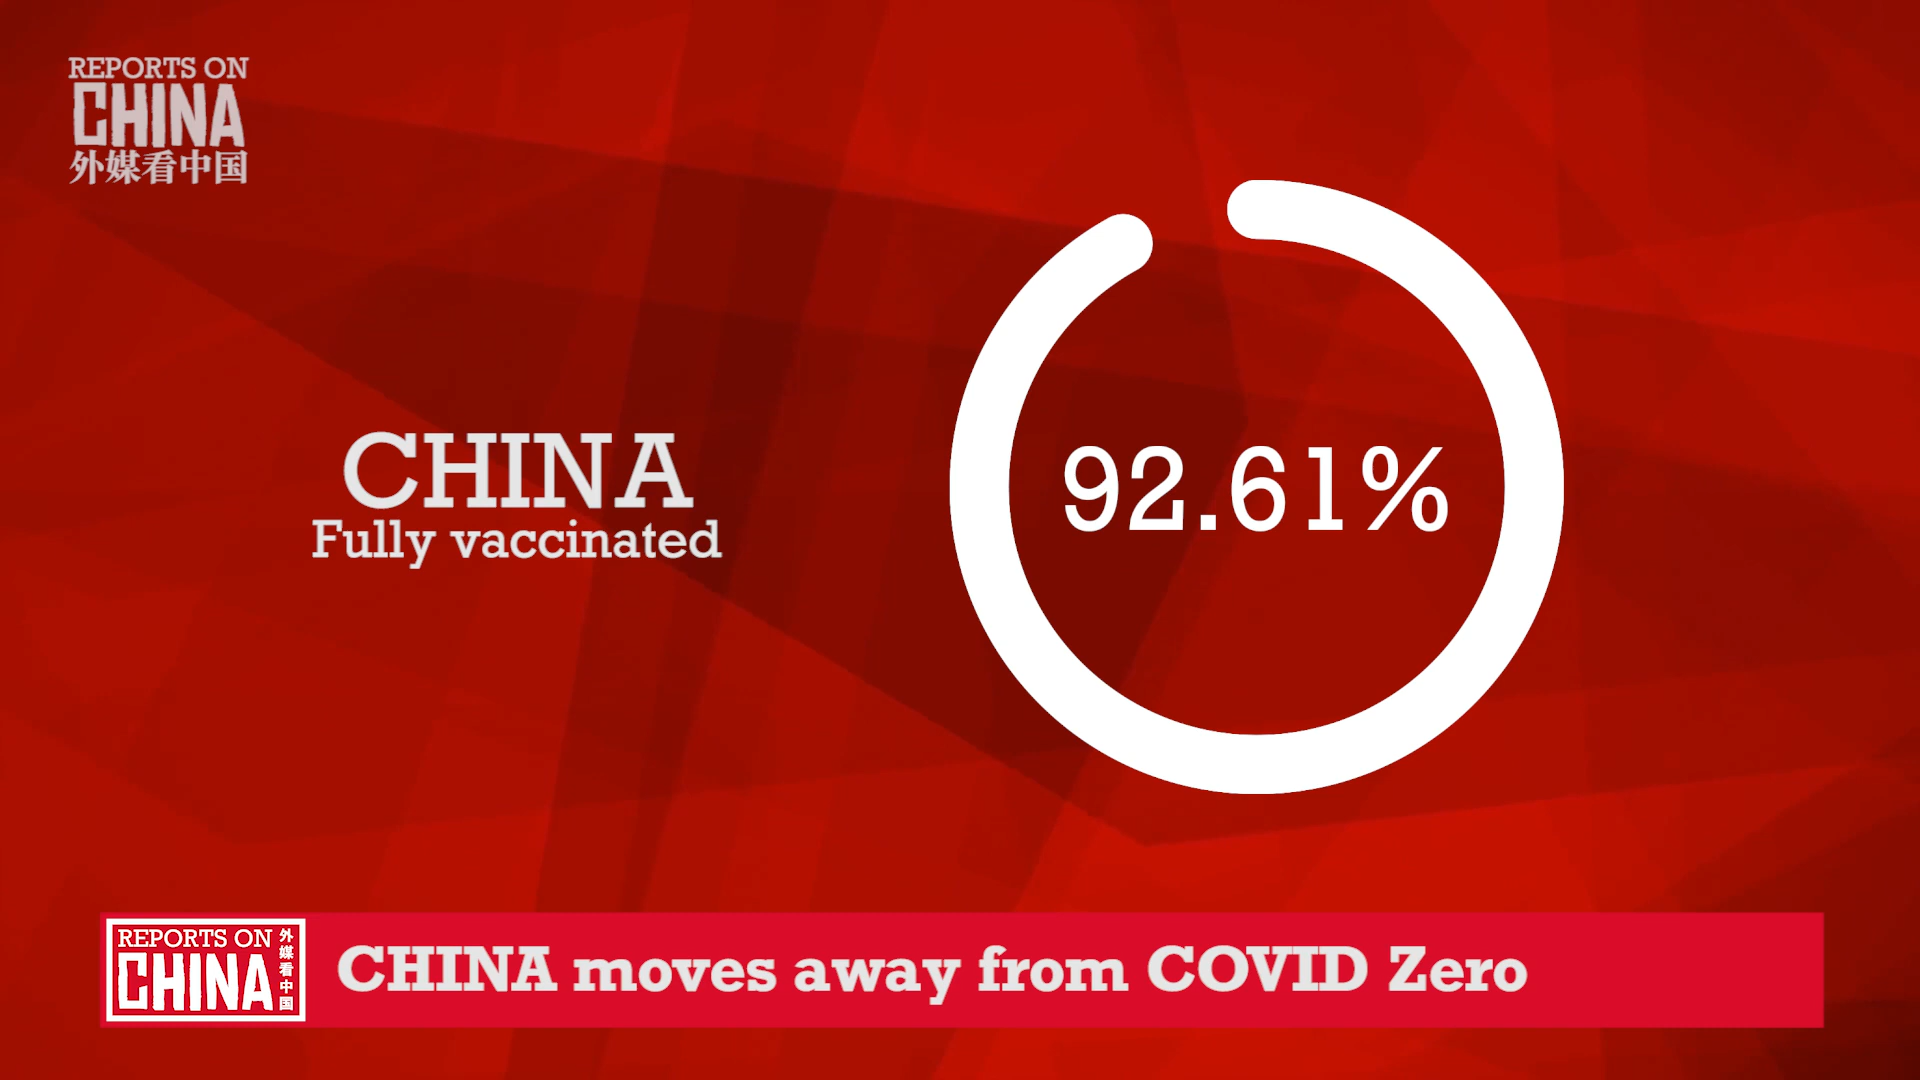 REPORTS ON
CHINA
外媒看中国
CHINA
Fully vaccinated
92.61%
REPORTS ON
CHINA
外媒看中国
CHINA moves away from COVID Zero